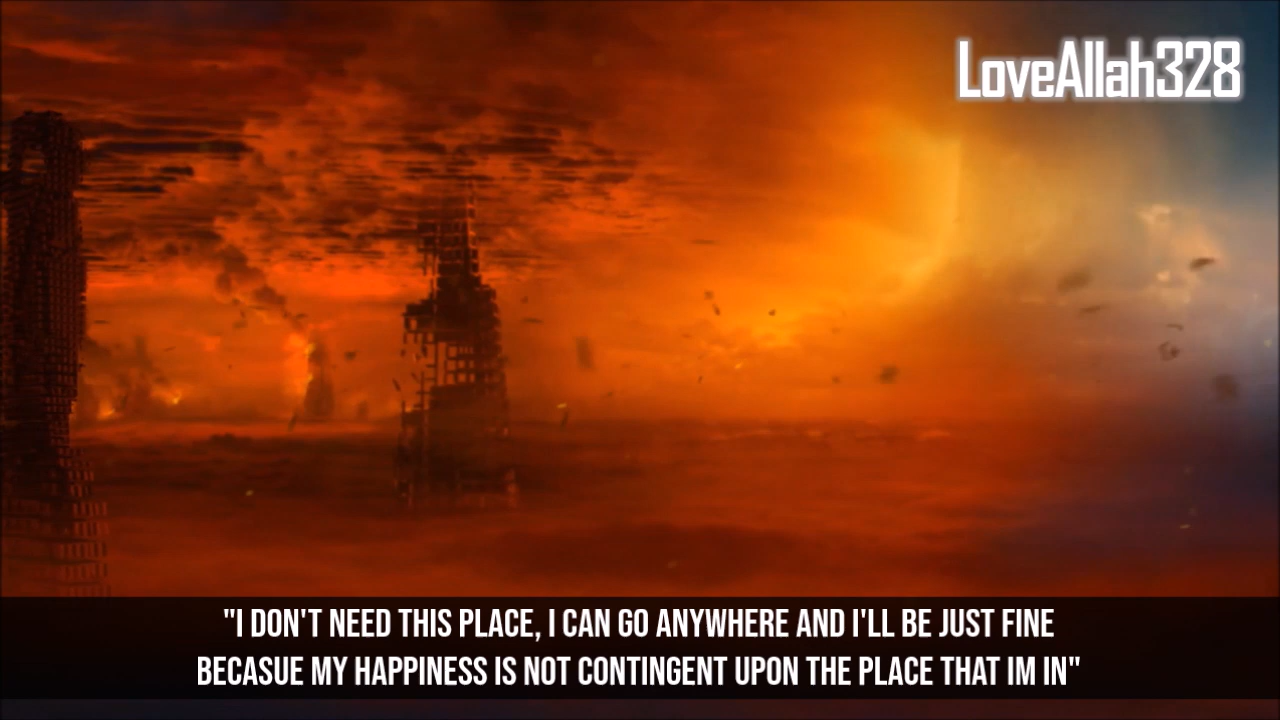 LoveAllah328
"I DON'T NEED THIS PLACE, I CAN GO ANYWHERE AND I'LL BE JUST FINE
BECASUE MY HAPPINESS IS NOT CONTINGENT UPON THE PLACE THAT IM IN"